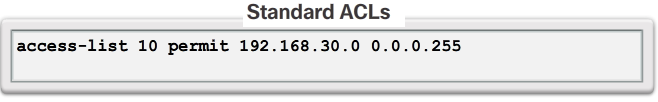 Standard ACLs
access-list 10 permit 192.168.30.0 0.0.0.255